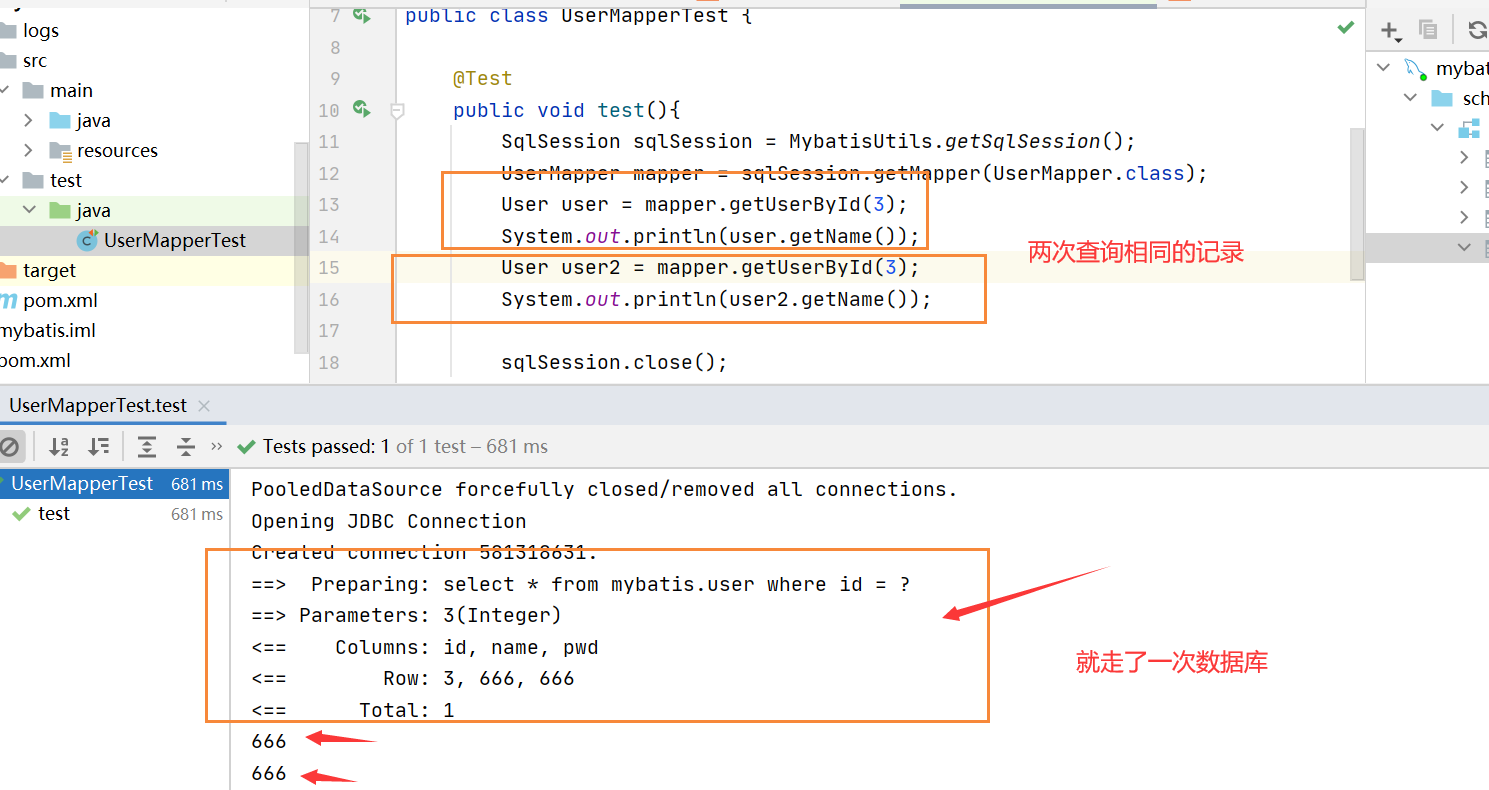 logs
src
main
java
resources
test
java
UserMapperTest
target
pom.xml
mybatis.iml
pom.xml
7 public class UserMapperTest {
8
9 @Test
10 public void test(){
11 SqlSession sqlSession = MybatisUtils.getSqlSession();
12 UserMapper mapper = sqlSession.getMapper(UserMapper.class);
13 User user = mapper.getUserById(3);
14 System.out.println(user.getName());
15 User user2 = mapper.getUserById(3);
16 System.out.println(user2.getName());
17
18 sqlSession.close();
两次查询相同的记录
mybat
sch
UserMapperTest.test
Tests passed: 1 of 1 test – 681 ms
UserMapperTest 681 ms
test 681 ms
PooledDataSource forcefully closed/removed all connections.
Opening JDBC Connection
Created connection 581318631.
==> Preparing: select * from mybatis.user where id = ?
==> Parameters: 3(Integer)
<== Columns: id, name, pwd
<== Row: 3, 666, 666
<== Total: 1
666
666
就走了一次数据库